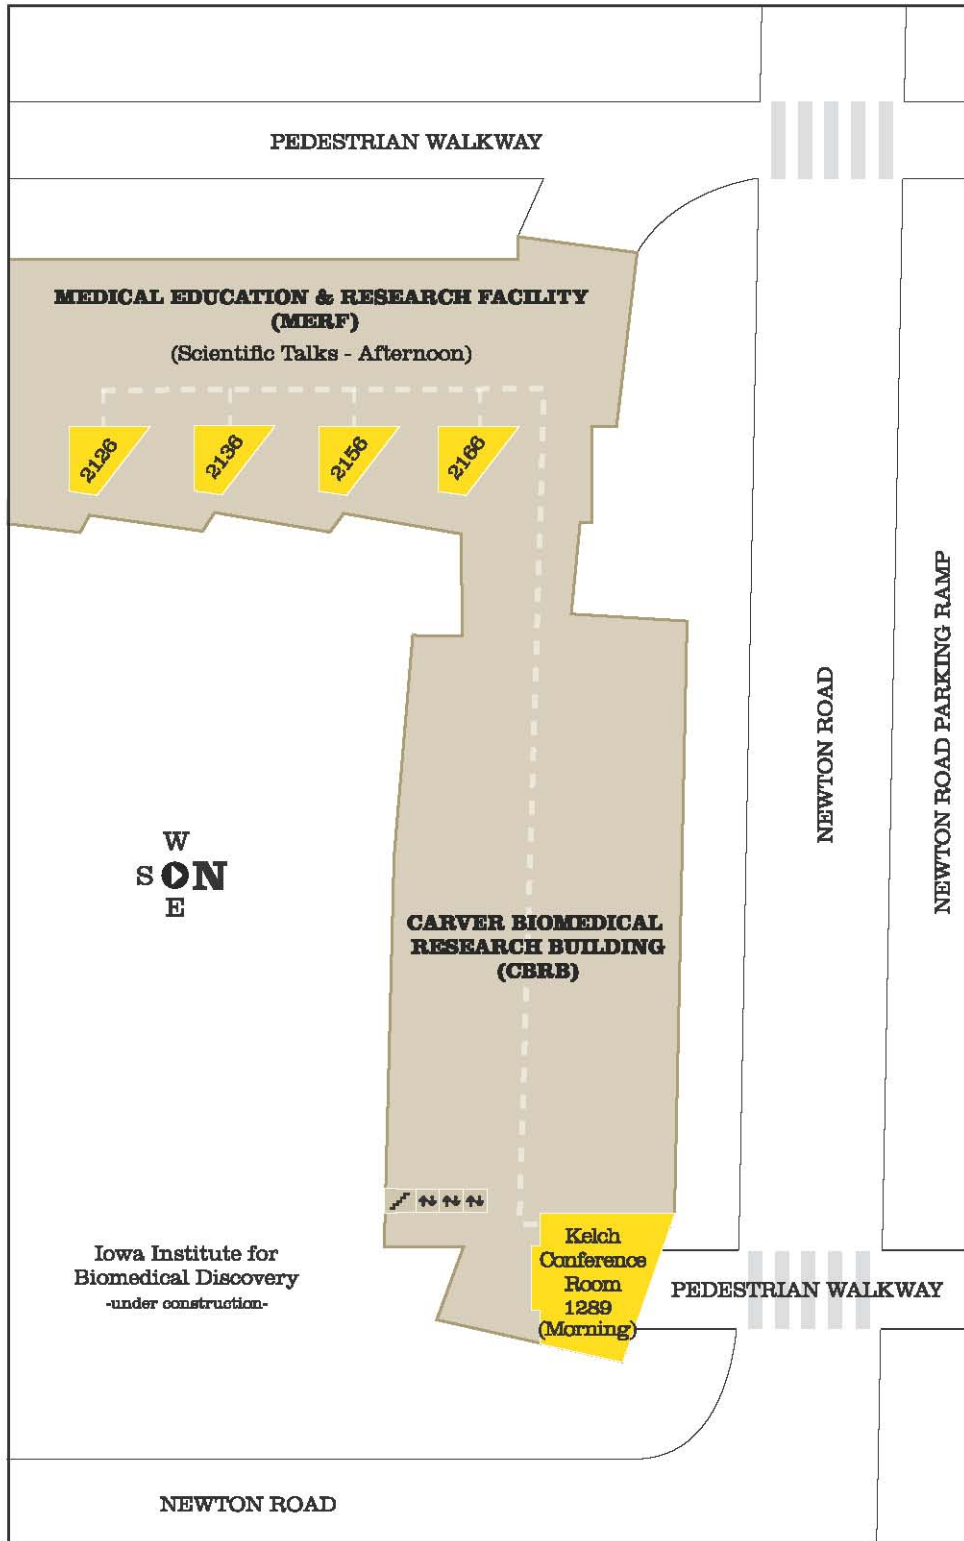 PEDESTRIAN WALKWAY
MEDICAL EDUCATION & RESEARCH FACILITY
(MERF)
(Scientific Talks - Afternoon)
2126
2136
2156
2166
NEWTON ROAD
NEWTON ROAD PARKING RAMP
W
S N
E
CARVER BIOMEDICAL
RESEARCH BUILDING
(CBRB)
Iowa Institute for
Biomedical Discovery
-under construction-
Kelch
Conference
Room
1289
(Morning)
PEDESTRIAN WALKWAY
NEWTON ROAD